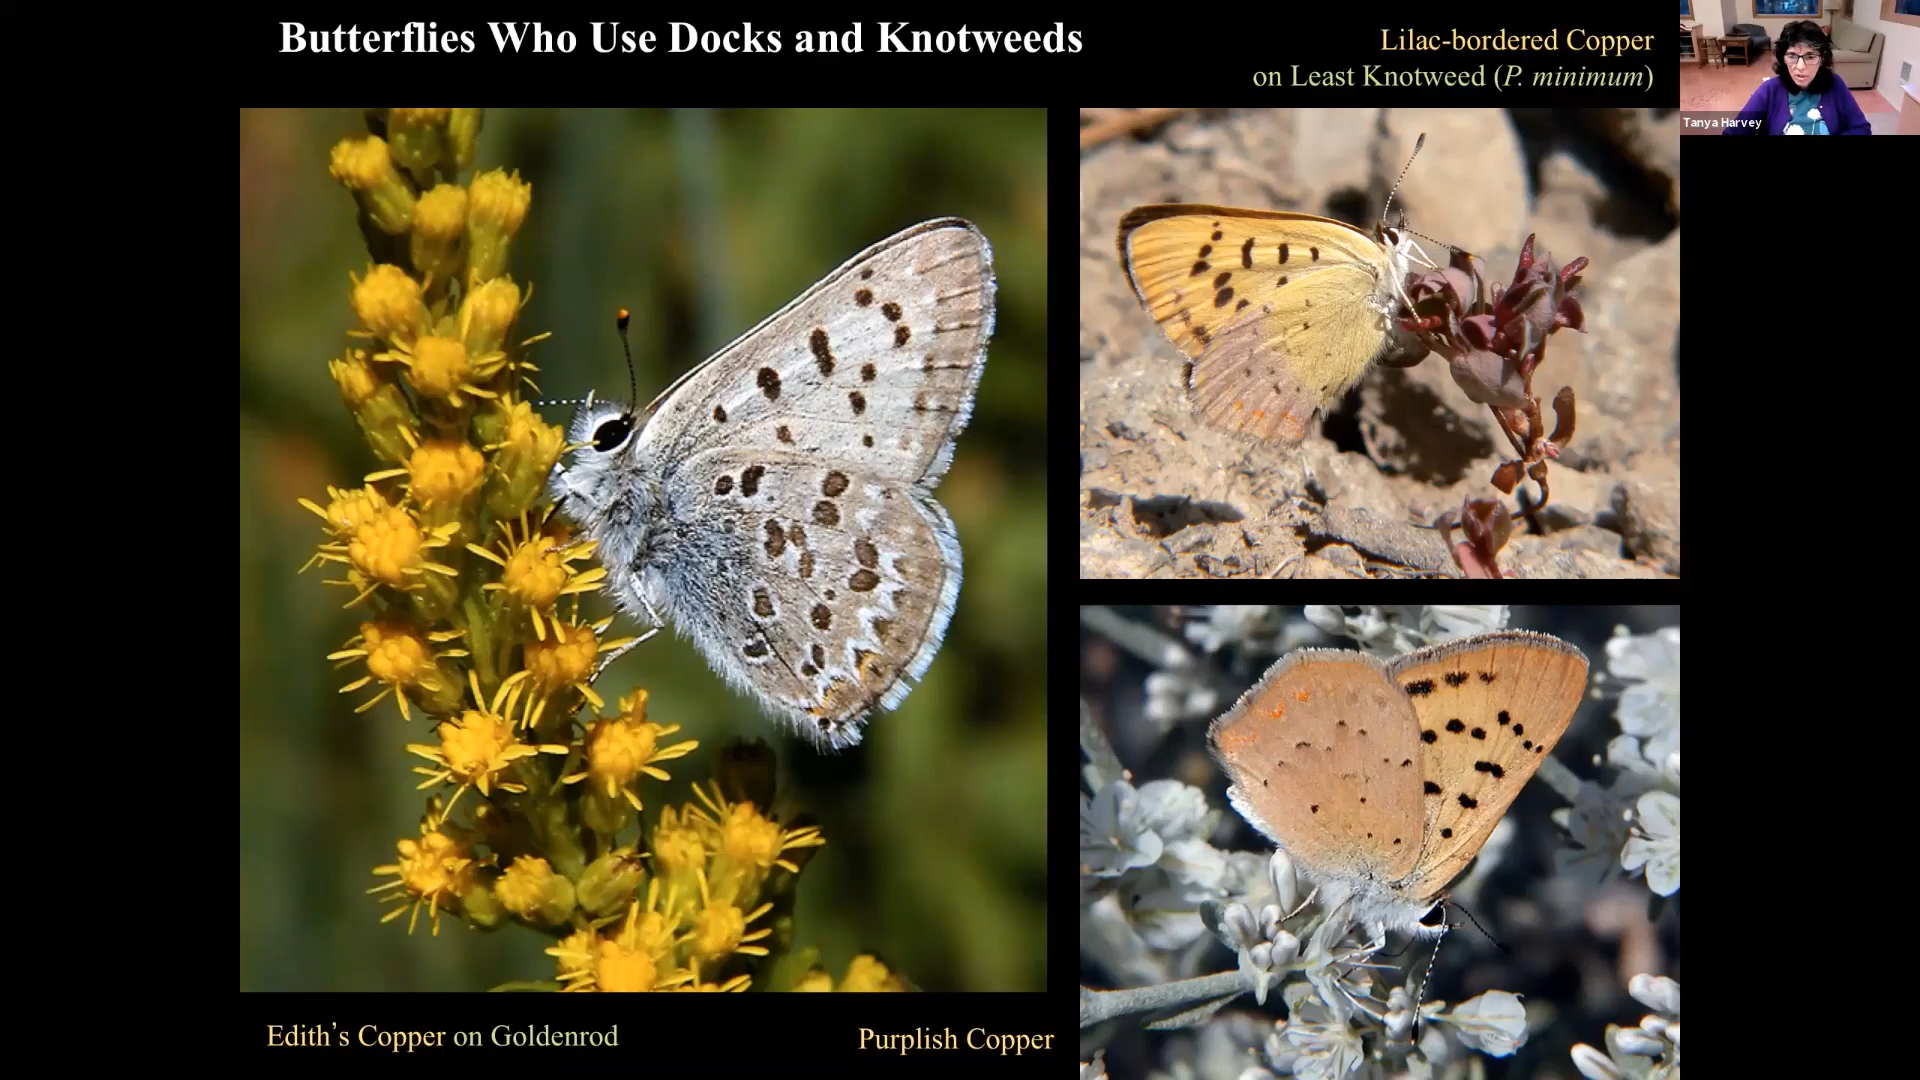 Butterflies Who Use Docks and Knotweeds
Lilac-bordered Copper
on Least Knotweed (P. minimum)
Tanya Harvey
Edith's Copper on Goldenrod
Purplish Copper